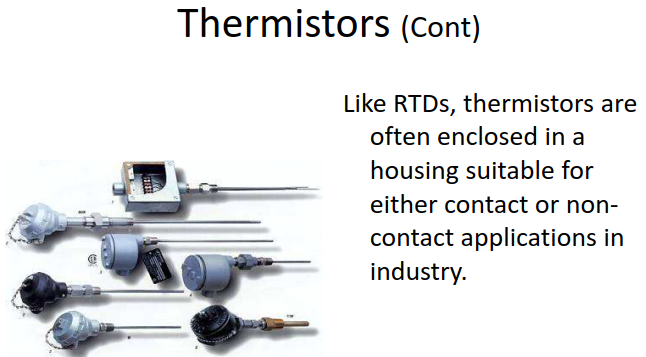 Thermistors (Cont)
Like RTDs, thermistors are
often enclosed in a
housing suitable for
either contact or non-
contact applications in
industry.